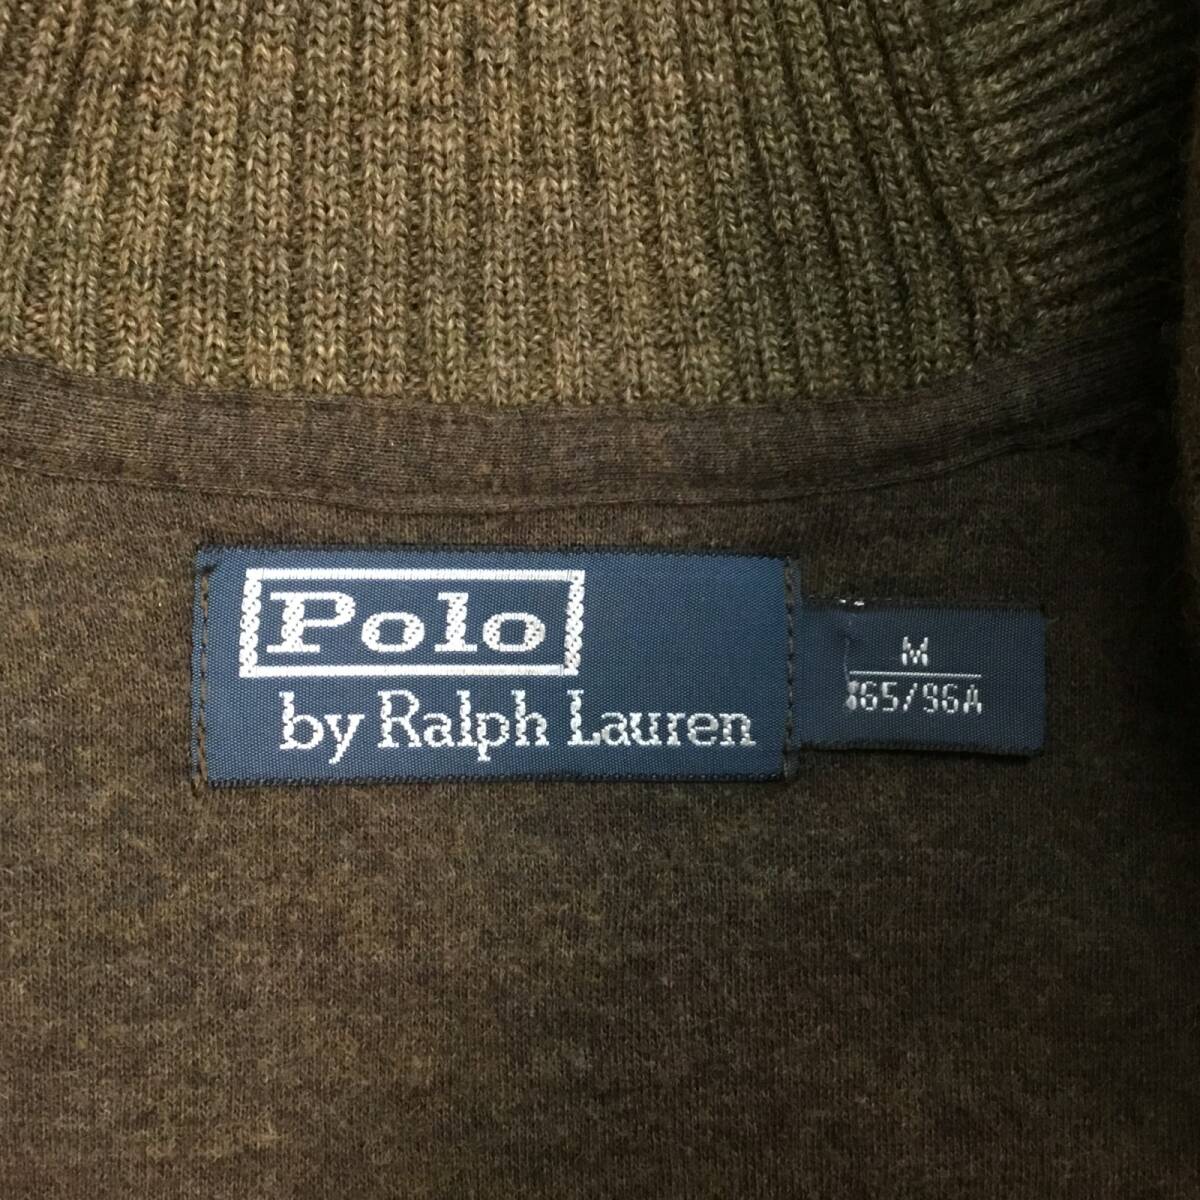 Polo
by Ralph Lauren
M
165/96A